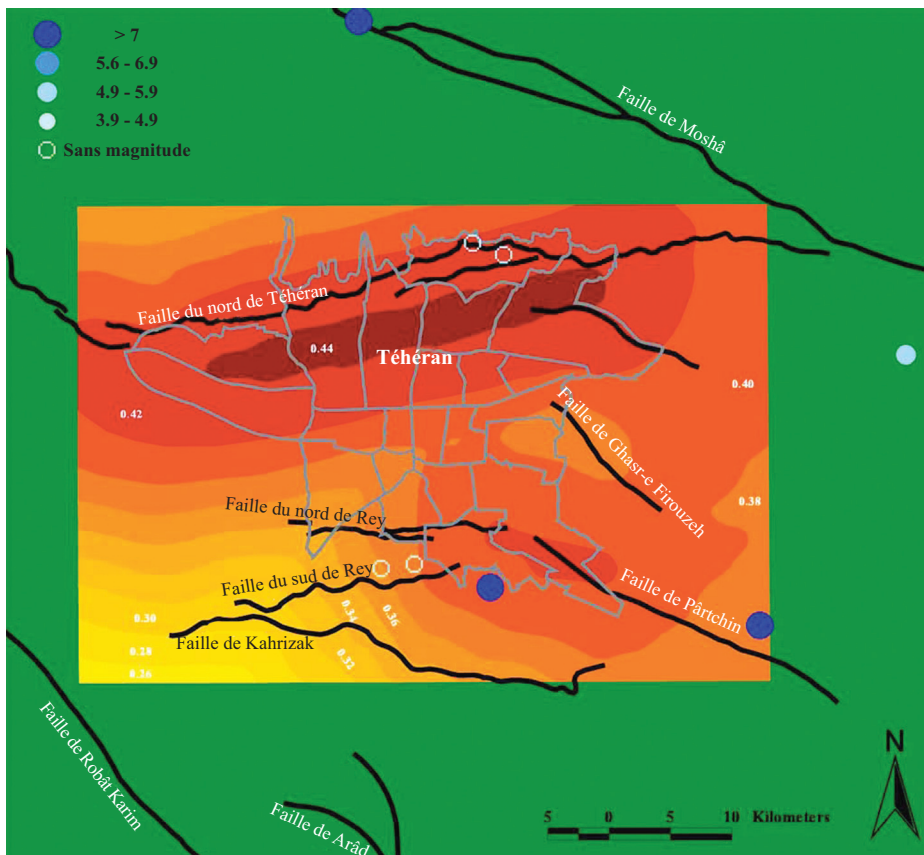 > 7
5.6 - 6.9
4.9 - 5.9
3.9 - 4.9
Sans magnitude
Faille de Moshâ
Faille du nord de Téheran
0.44
Téhéran
0.40
0.42
Faille de Ghasr-e Firouzeh
0.38
Faille du nord de Rey
Faille du sud de Rey
Faille de Pârtchin
0.34
0.36
0.30
Faille de Kahrizak
0.28
0.32
0.26
Faille de Robât Karim
Faille de Arâd
N
5 0 5 10 Kilometers